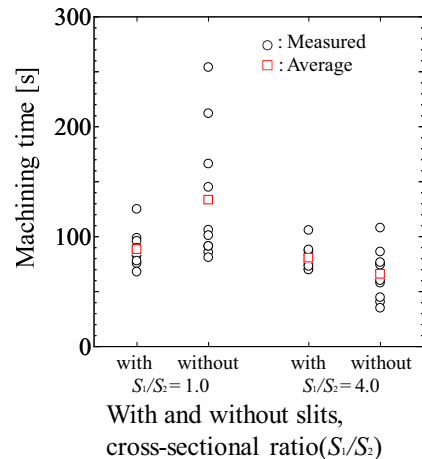 300
200
100
0
Machining time [s]
○ : Measured
□ : Average
with without with without
S₁/S₂ = 1.0 S₁/S₂ = 4.0
With and without slits,
cross-sectional ratio(S₁/S₂)